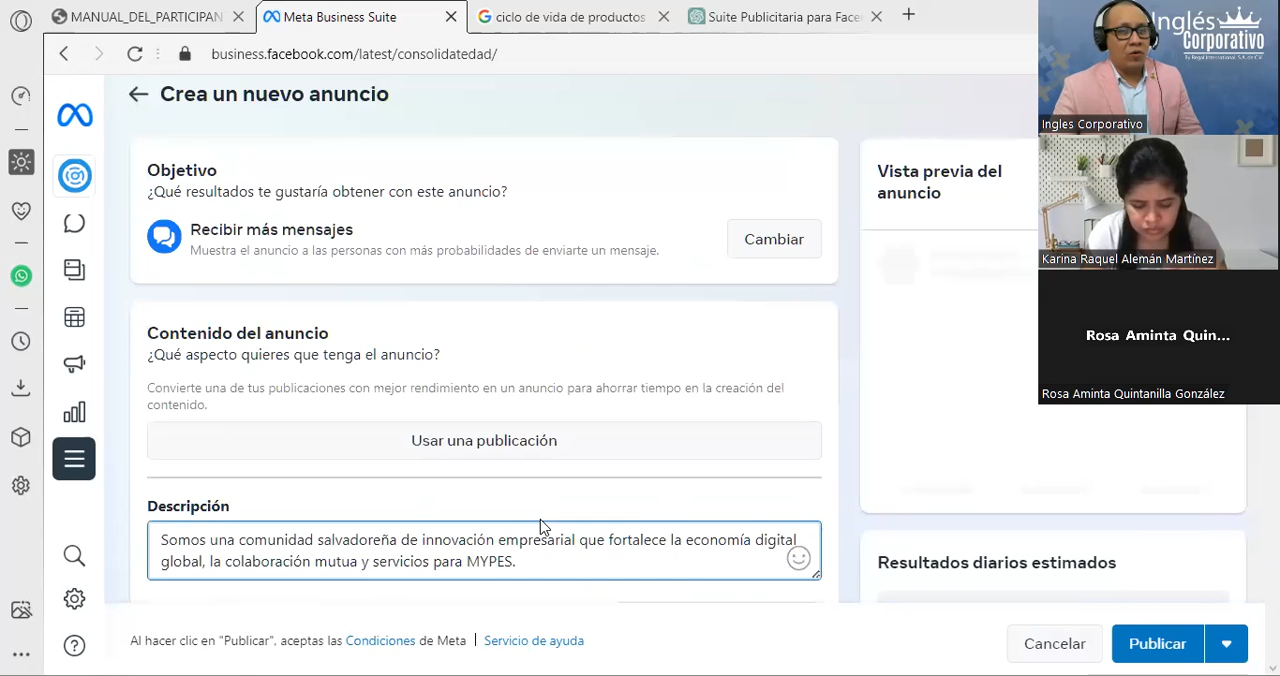 MANUAL_DEL_PARTICIPAN
Meta Business Suite
ciclo de vida de productos
Suite Publicitaria para Face
business.facebook.com/latest/consolidatedad/
Crea un nuevo anuncio
Objetivo
¿Qué resultados te gustaría obtener con este anuncio?
Recibir más mensajes
Muestra el anuncio a las personas con más probabilidades de enviarte un mensaje.
Cambiar
Contenido del anuncio
¿Qué aspecto quieres que tenga el anuncio?
Convierte una de tus publicaciones con mejor rendimiento en un anuncio para ahorrar tiempo en la creación del
contenido.
Usar una publicación
Descripción
Somos una comunidad salvadoreña de innovación empresarial que fortalece la economía digital
global, la colaboración mutua y servicios para MYPES.
Al hacer clic en "Publicar", aceptas las Condiciones de Meta
Servicio de ayuda
Cancelar
Publicar
Vista previa del
anuncio
Resultados diarios estimados
Inglés
Corporativo
Ingles Corporativo
Karina Raquel Alemán Martínez
Rosa Aminta Quin...
Rosa Aminta Quintanilla González